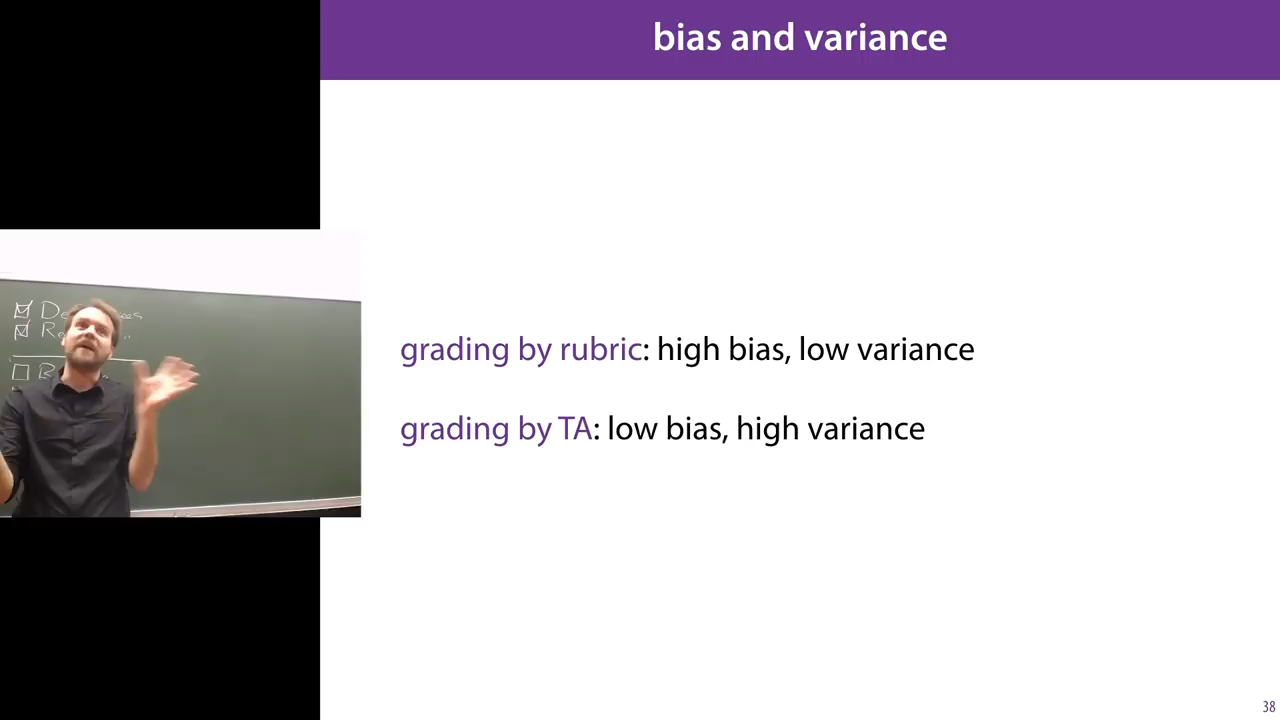 bias and variance
grading by rubric: high bias, low variance
grading by TA: low bias, high variance
38